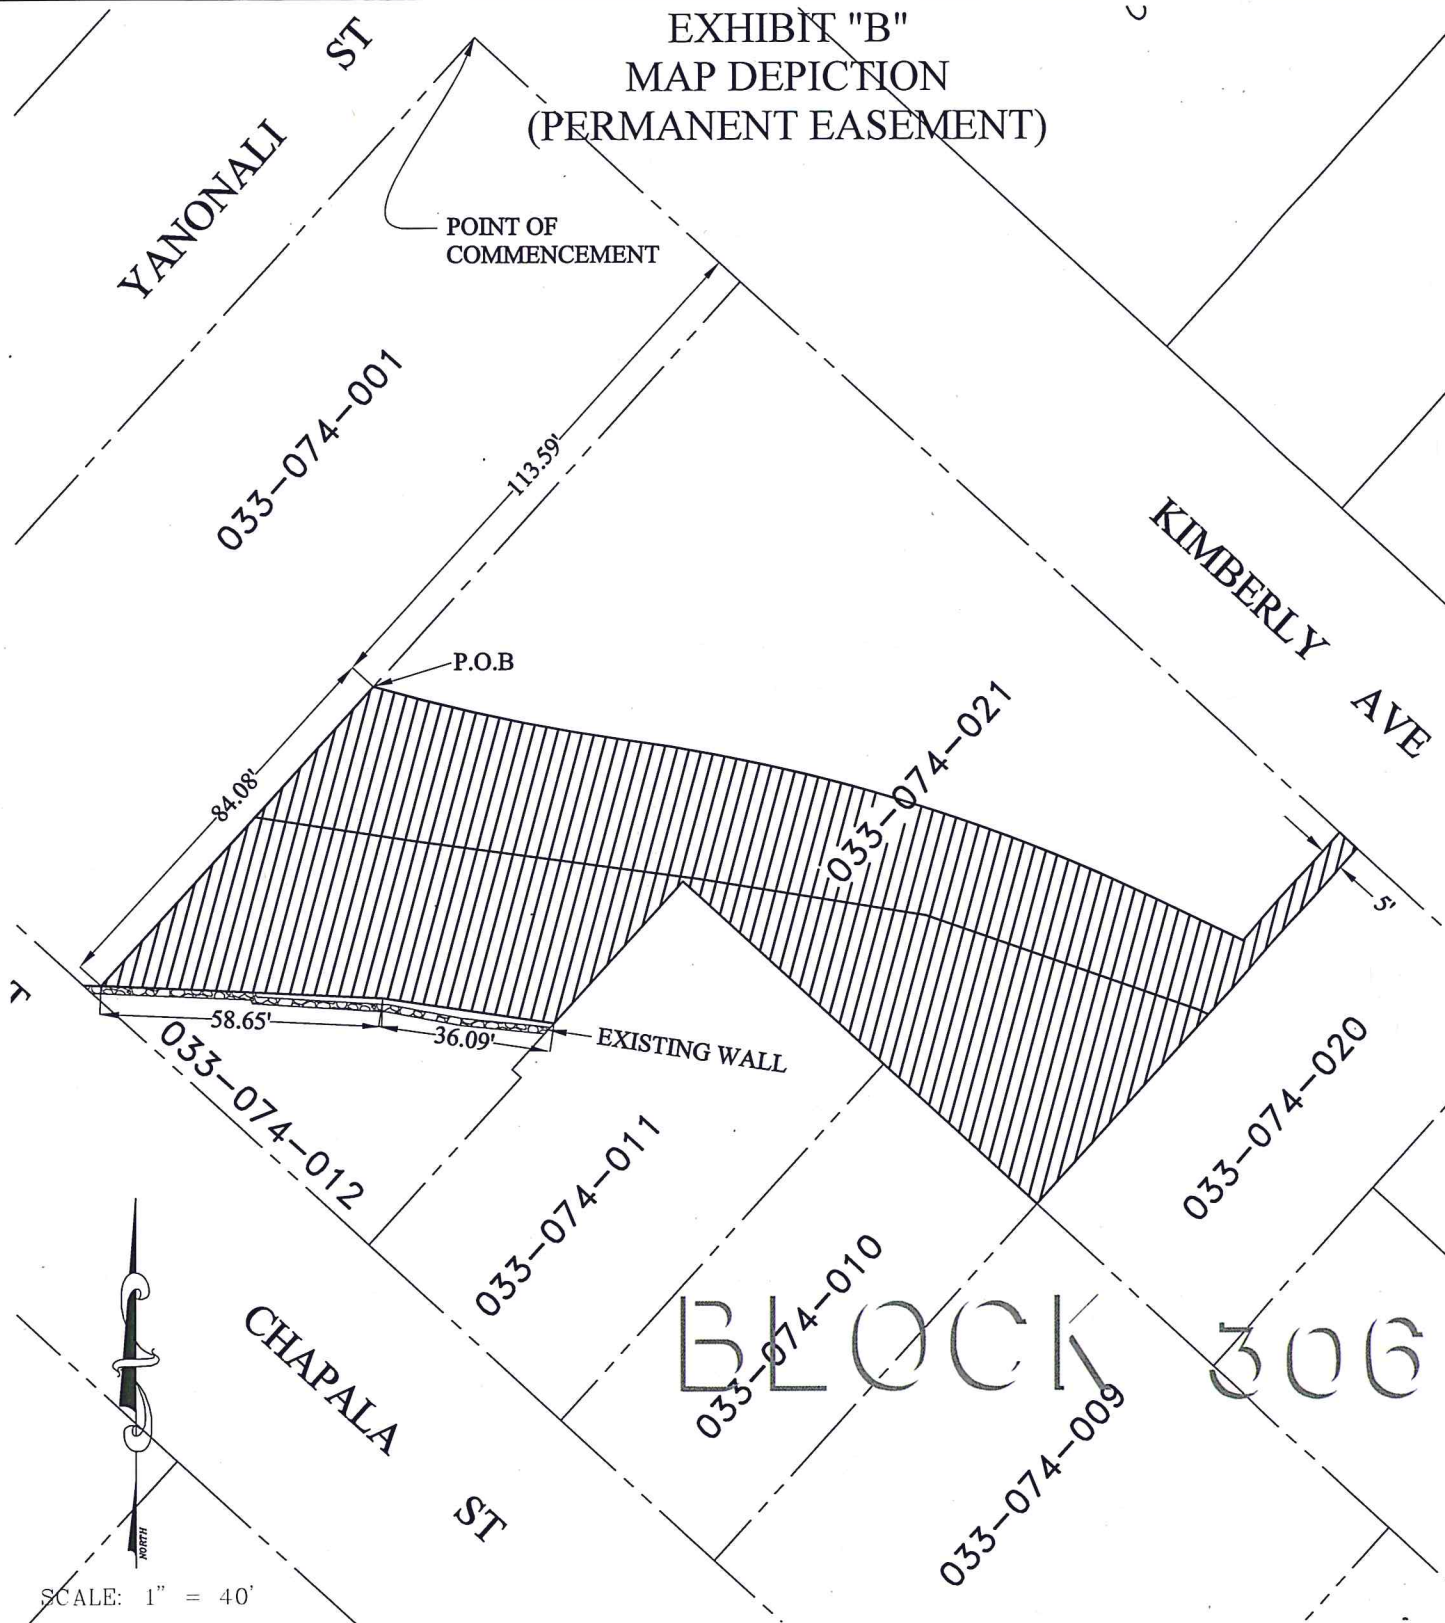 EXHIBIT "B"
MAP DEPICTION
(PERMANENT EASEMENT)
YANONALI ST
POINT OF
COMMENCEMENT
033-074-001
113.59'
KIMBERLY AVE
P.O.B
033-074-021
84.08'
5'
58.65'
36.09'
EXISTING WALL
033-074-012
033-074-011
033-074-020
033-074-010
BLOCK 306
033-074-009
CHAPALA ST
NORTH
SCALE: 1" = 40'